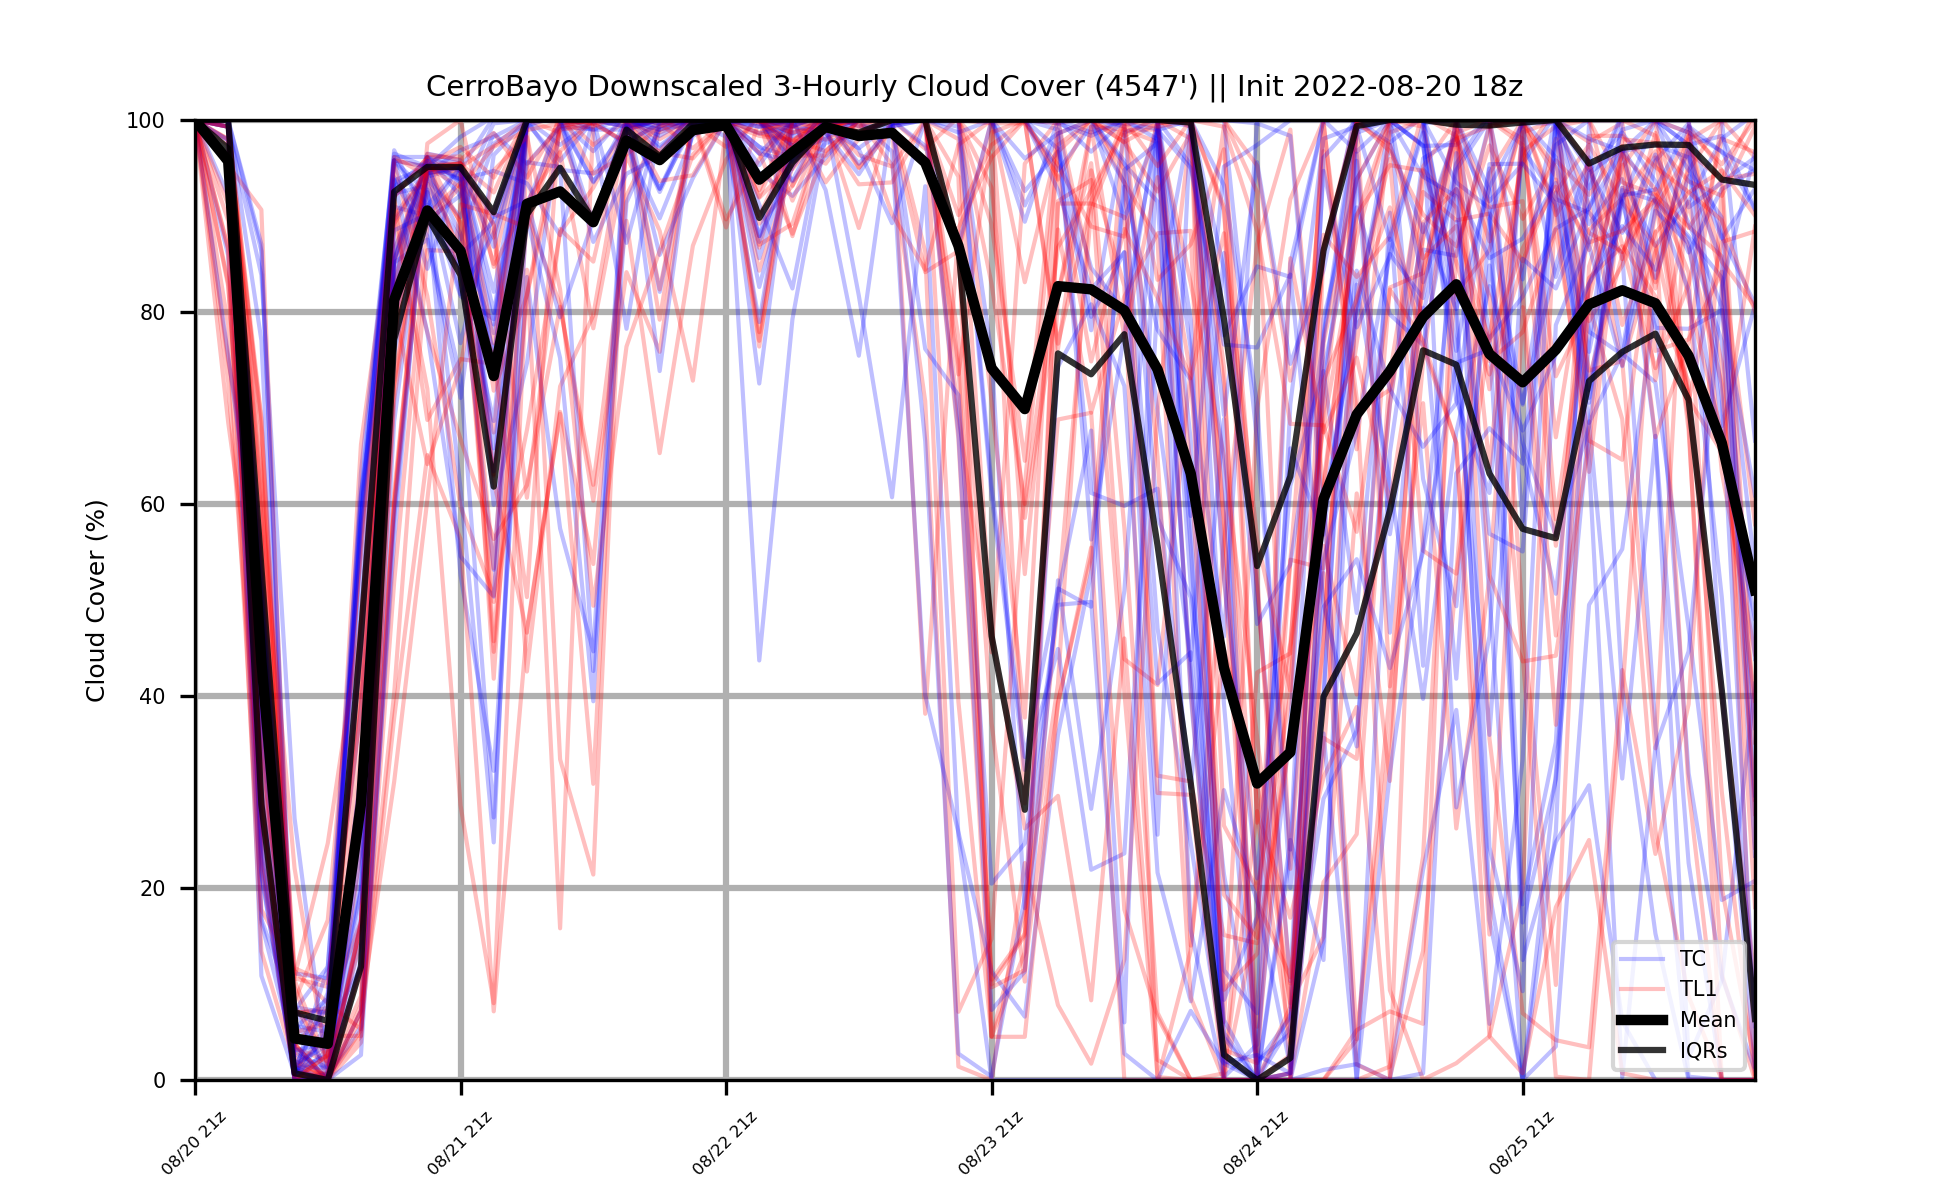 CerroBayo Downscaled 3-Hourly Cloud Cover (4547') || Init 2022-08-20 18z
Cloud Cover (%)
100
80
60
40
20
0
08/20 21z
08/21 21z
08/22 21z
08/23 21z
08/24 21z
08/25 21z
TC
TL1
Mean
IQRs